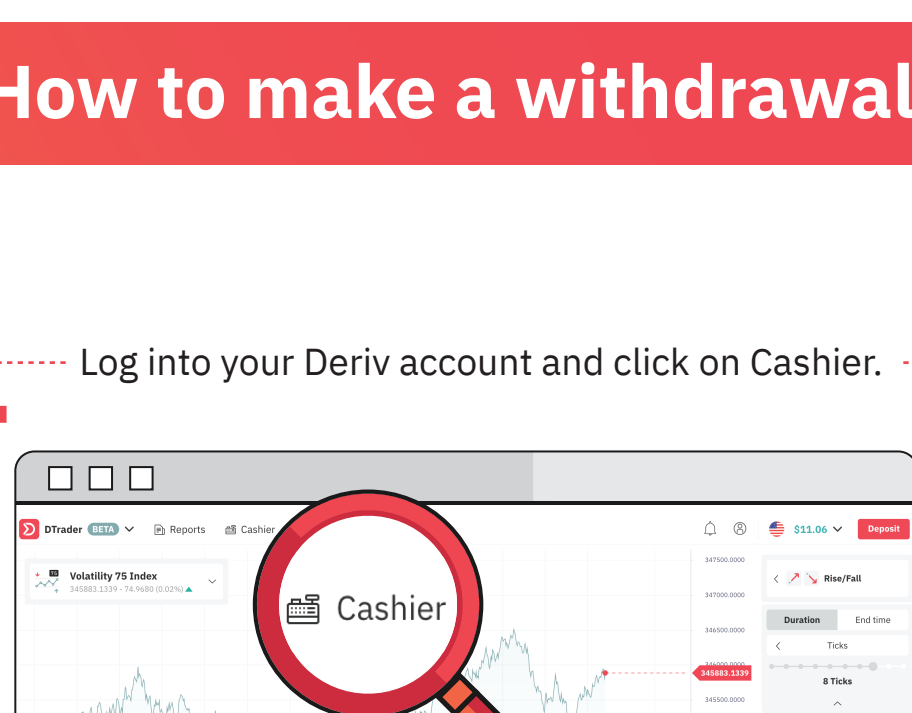 How to make a withdrawal
Log into your Deriv account and click on Cashier.
DTrader BETA Reports Cashier $11.06 Deposit
Volatility 75 Index
345883.1339 - 74.9680 (0.02%)
Cashier
347500.0000
347000.0000
346500.0000
346000.0000
345883.1339
345500.0000
Rise/Fall
Duration End time
Ticks
8 Ticks